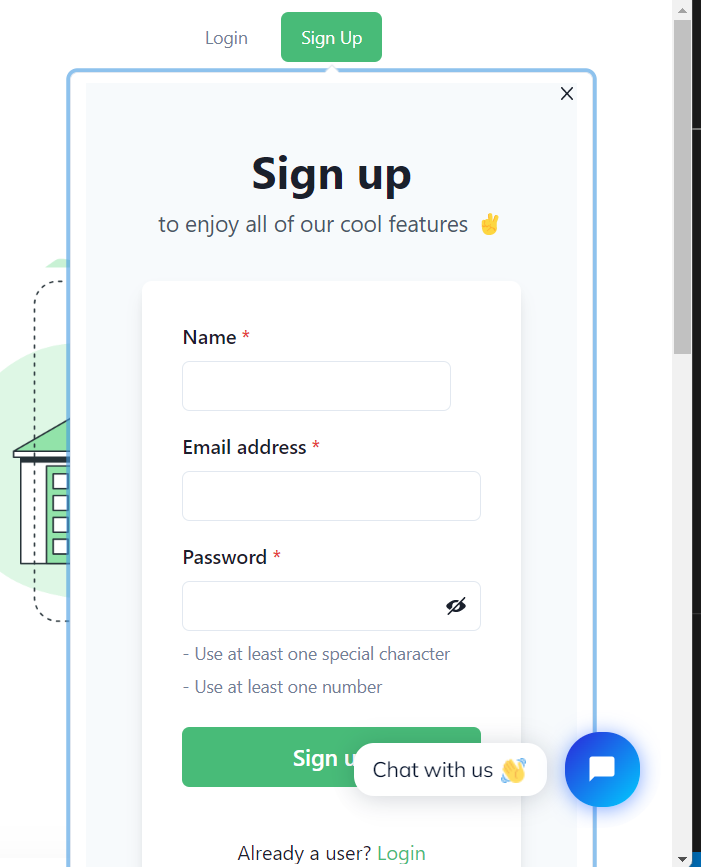 Login
Sign Up
Sign up
to enjoy all of our cool features ✌
Name *
Email address *
Password *
- Use at least one special character
- Use at least one number
Sign u
Chat with us 👋
Already a user? Login